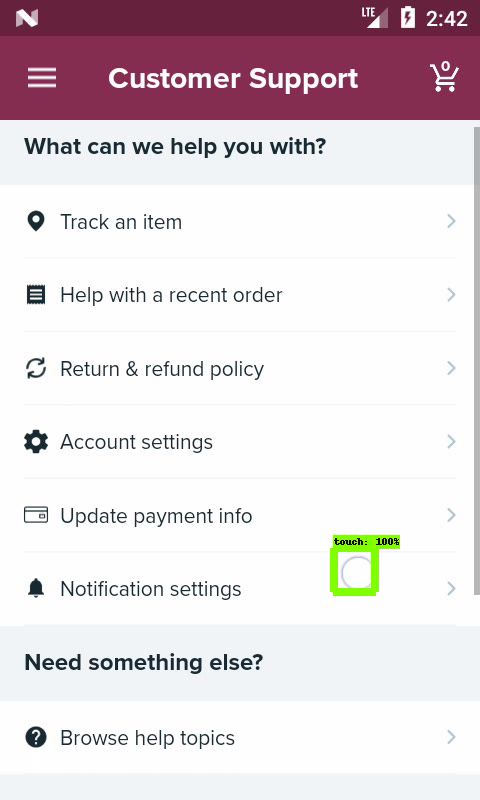 LTE 2:42
Customer Support 0
What can we help you with?
Track an item
Help with a recent order
Return & refund policy
Account settings
Update payment info
touch: 100%
Notification settings
Need something else?
Browse help topics